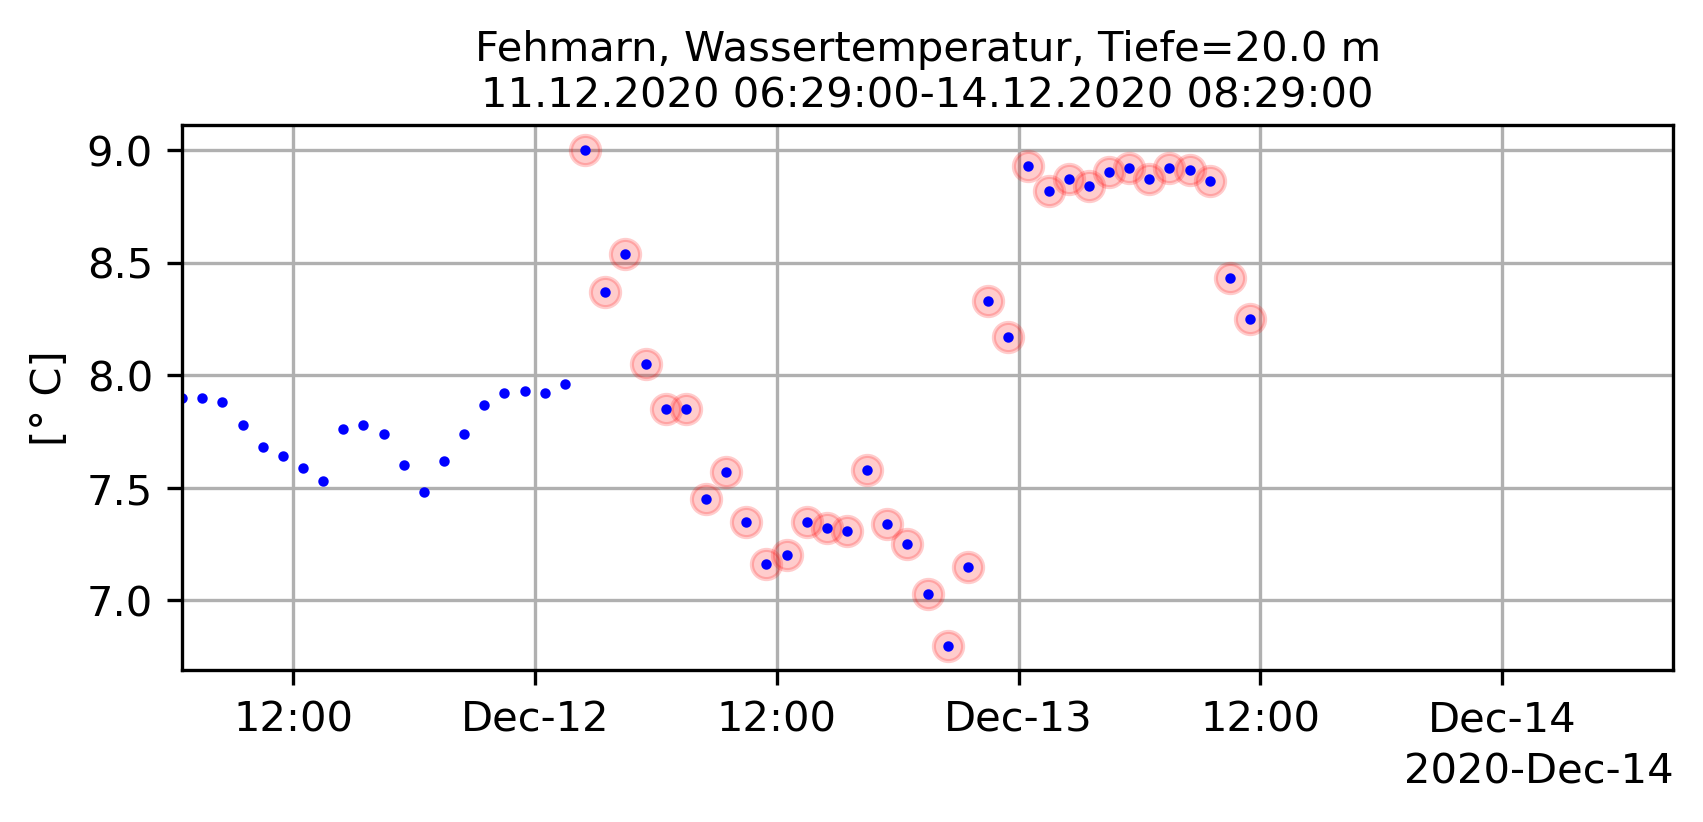 Fehmarn, Wassertemperatur, Tiefe=20.0 m
11.12.2020 06:29:00-14.12.2020 08:29:00
9.0
8.5
8.0
7.5
7.0
[° C]
12:00 Dec-12 12:00 Dec-13 12:00 Dec-14
2020-Dec-14